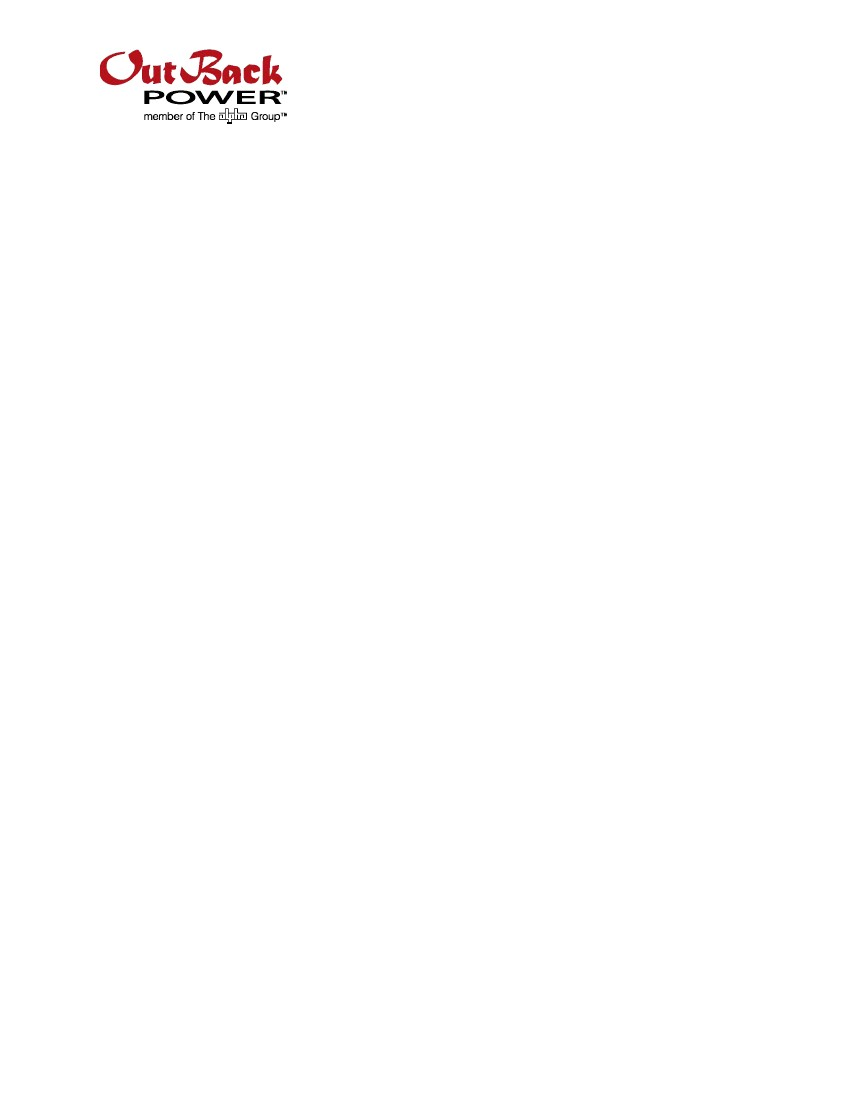 OutBack
POWER™
member of The alpha Group™